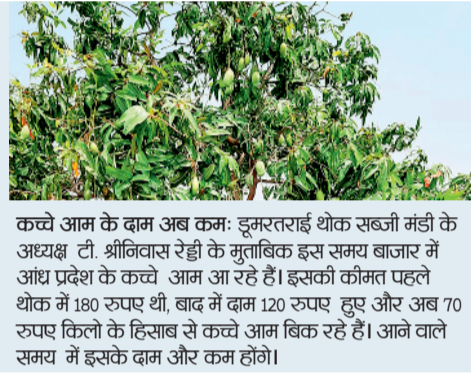 कच्चे आम के दाम अब कमः डूमरतराई थोक सब्जी मंडी के
अध्यक्ष टी. श्रीनिवास रेड्डी के मुताबिक इस समय बाजार में
आंध्र प्रदेश के कच्चे आम आ रहे हैं। इसकी कीमत पहले
थोक में 180 रुपए थी, बाद में दाम 120 रुपए हुए और अब 70
रुपए किलो के हिसाब से कच्चे आम बिक रहे हैं। आने वाले
समय में इसके दाम और कम होंगे।